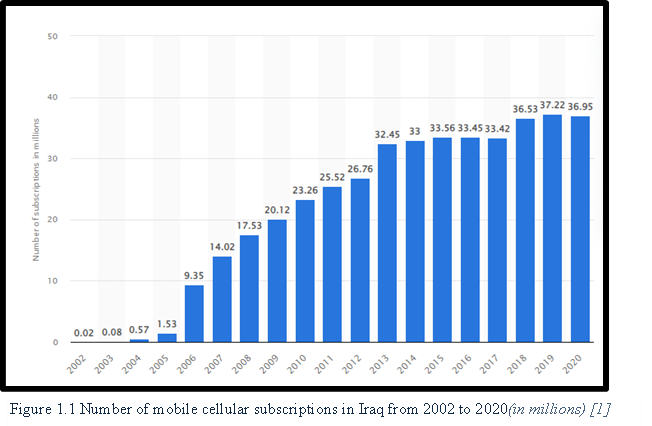 50
40
30
20
10
0
Number of subscriptions in millions
0.02 0.08 0.57 1.53 9.35 14.02 17.53 20.12 23.26 25.52 26.76 32.45 33 33.56 33.45 33.42 36.53 37.22 36.95
2002 2003 2004 2005 2006 2007 2008 2009 2010 2011 2012 2013 2014 2015 2016 2017 2018 2019 2020
Figure 1.1 Number of mobile cellular subscriptions in Iraq from 2002 to 2020(in millions) [1]